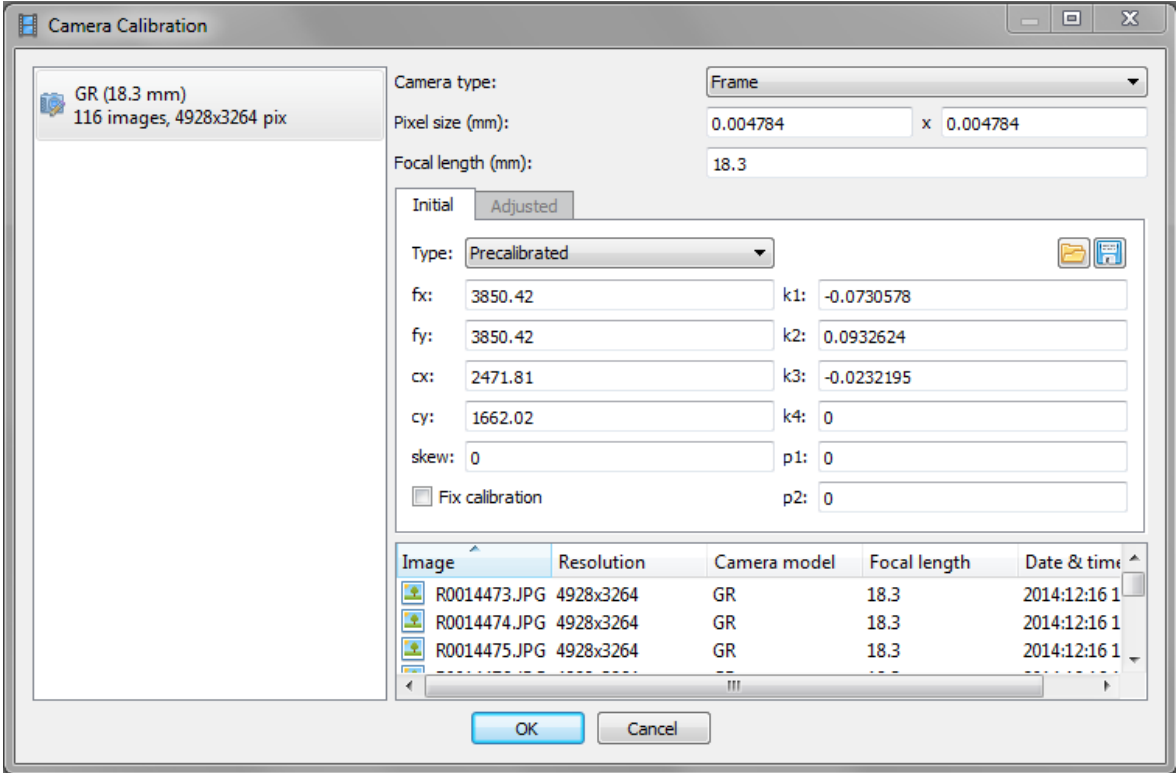 Camera Calibration
GR (18.3 mm)
116 images, 4928x3264 pix
Camera type: Frame
Pixel size (mm): 0.004784 x 0.004784
Focal length (mm): 18.3
Initial Adjusted
Type: Precalibrated
fx: 3850.42 k1: -0.0730578
fy: 3850.42 k2: 0.0932624
cx: 2471.81 k3: -0.0232195
cy: 1662.02 k4: 0
skew: 0 p1: 0
Fix calibration p2: 0
Image Resolution Camera model Focal length Date & time
R0014473.JPG 4928x3264 GR 18.3 2014:12:16 1
R0014474.JPG 4928x3264 GR 18.3 2014:12:16 1
R0014475.JPG 4928x3264 GR 18.3 2014:12:16 1
OK Cancel